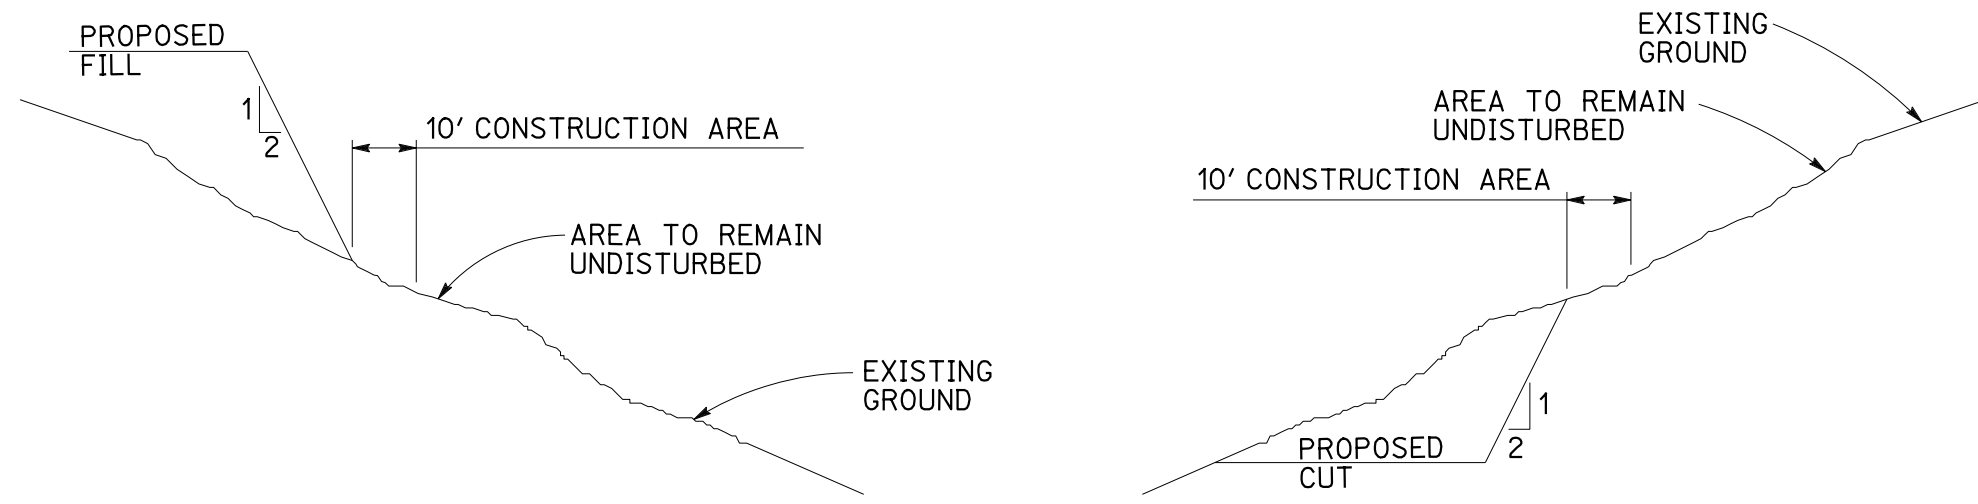 PROPOSED
FILL
1
2
10' CONSTRUCTION AREA
AREA TO REMAIN
UNDISTURBED
EXISTING
GROUND
EXISTING
GROUND
AREA TO REMAIN
UNDISTURBED
10' CONSTRUCTION AREA
1
2
PROPOSED
CUT